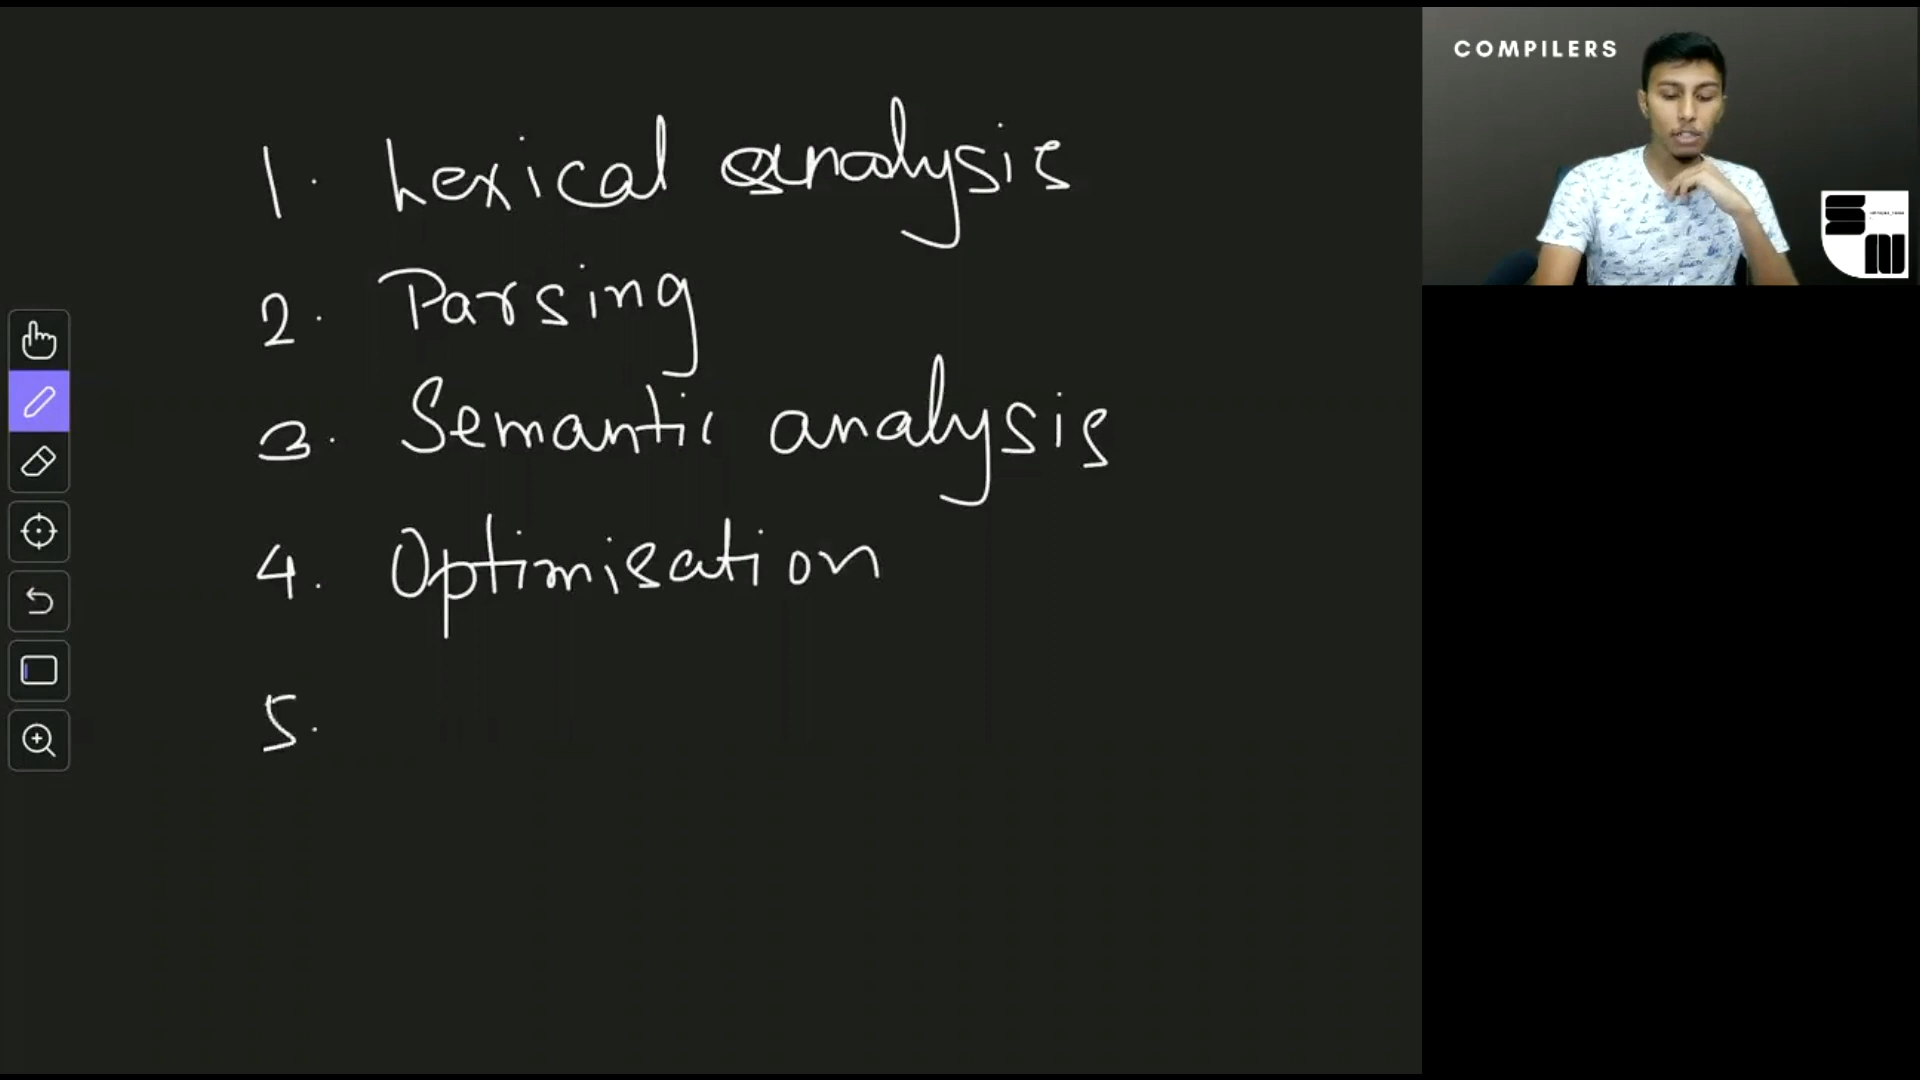 1. Lexical analysis
2. Parsing
3. Semantic analysis
4. Optimisation
5.
COMPILERS